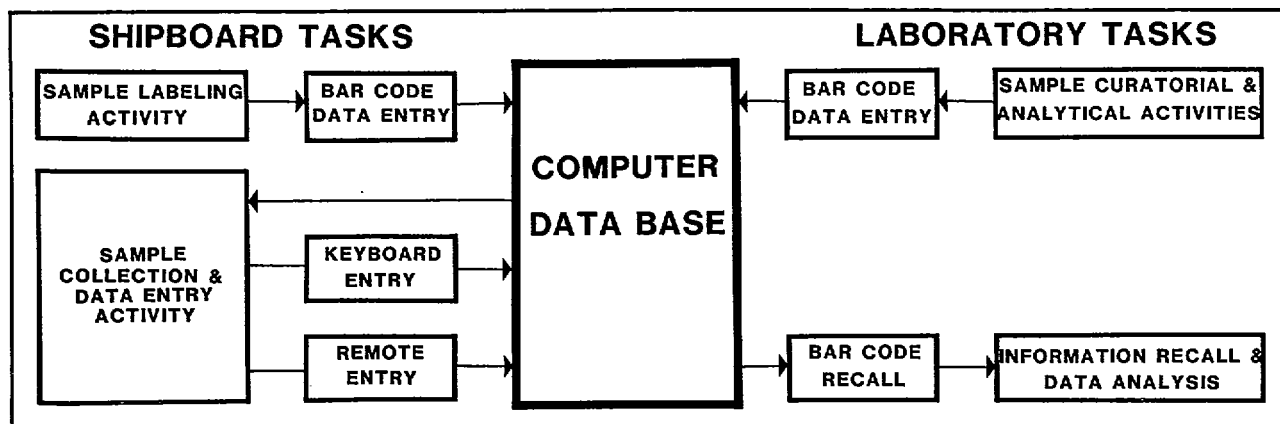 SHIPBOARD TASKS
LABORATORY TASKS
SAMPLE LABELING
ACTIVITY
BAR CODE
DATA ENTRY
BAR CODE
DATA ENTRY
SAMPLE CURATORIAL &
ANALYTICAL ACTIVITIES
COMPUTER
DATA BASE
SAMPLE
COLLECTION &
DATA ENTRY
ACTIVITY
KEYBOARD
ENTRY
REMOTE
ENTRY
BAR CODE
RECALL
INFORMATION RECALL &
DATA ANALYSIS